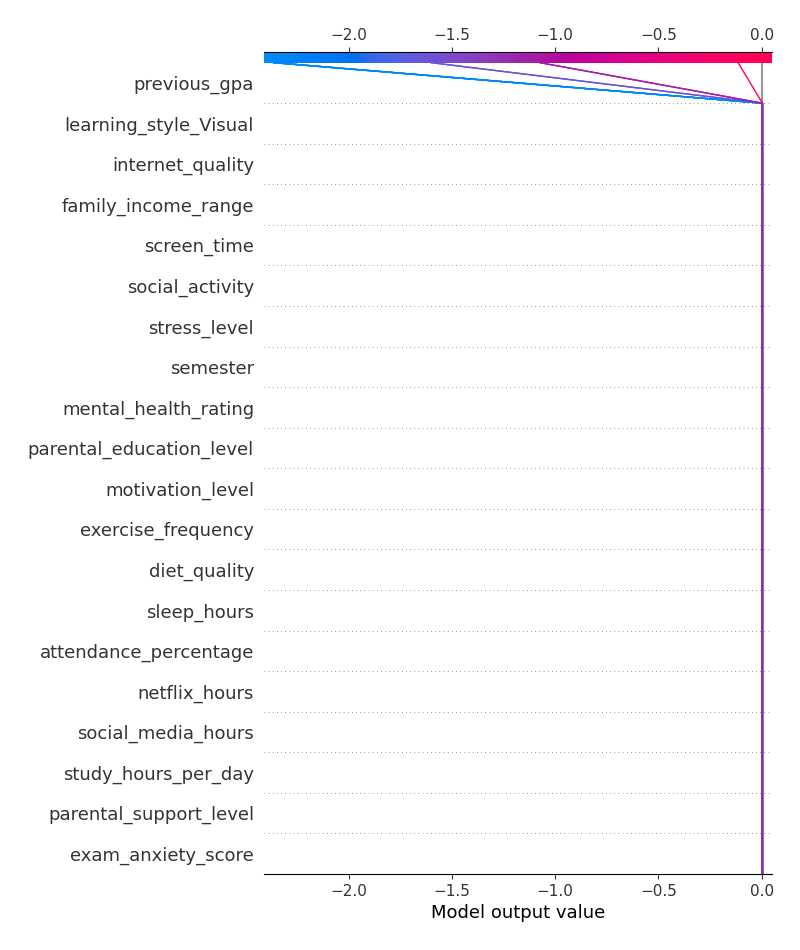 −2.0 −1.5 −1.0 −0.5 0.0
previous_gpa
learning_style_Visual
internet_quality
family_income_range
screen_time
social_activity
stress_level
semester
mental_health_rating
parental_education_level
motivation_level
exercise_frequency
diet_quality
sleep_hours
attendance_percentage
netflix_hours
social_media_hours
study_hours_per_day
parental_support_level
exam_anxiety_score
−2.0 −1.5 −1.0 −0.5 0.0
Model output value